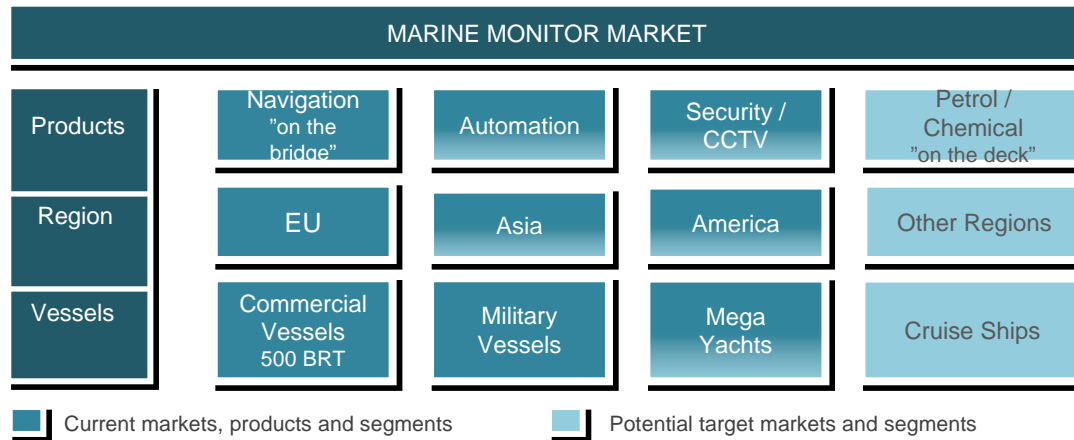 MARINE MONITOR MARKET
Products
Navigation
”on the
bridge”
Automation
Security /
CCTV
Petrol /
Chemical
”on the deck”
Region
EU
Asia
America
Other Regions
Vessels
Commercial
Vessels
500 BRT
Military
Vessels
Mega
Yachts
Cruise Ships
Current markets, products and segments
Potential target markets and segments